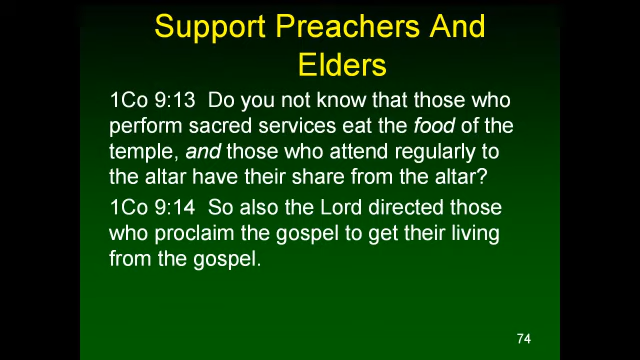 Support Preachers And
Elders
1Co 9:13 Do you not know that those who
perform sacred services eat the food of the
temple, and those who attend regularly to
the altar have their share from the altar?
1Co 9:14 So also the Lord directed those
who proclaim the gospel to get their living
from the gospel.
74